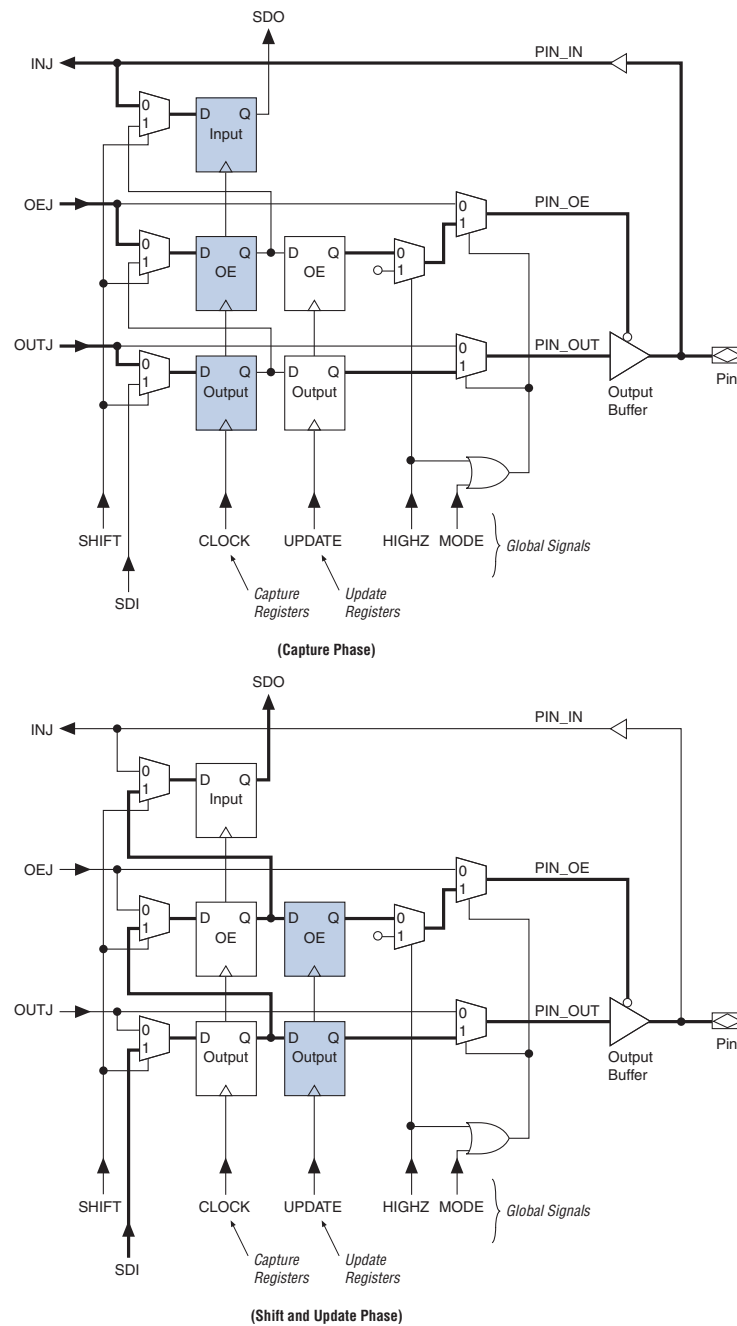 SDO
INJ
PIN_IN
0
1
D Q
Input
OEJ
0
1
PIN_OE
0
1
D Q
OE
D Q
OE
0
1
OUTJ
0
1
PIN_OUT
0
1
D Q
Output
D Q
Output
Pin
Output
Buffer
SHIFT
CLOCK
UPDATE
HIGHZ
MODE
Global Signals
SDI
Capture
Registers
Update
Registers
(Capture Phase)
SDO
INJ
PIN_IN
0
1
D Q
Input
OEJ
0
1
PIN_OE
0
1
D Q
OE
D Q
OE
0
1
OUTJ
0
1
PIN_OUT
0
1
D Q
Output
D Q
Output
Pin
Output
Buffer
SHIFT
CLOCK
UPDATE
HIGHZ
MODE
Global Signals
SDI
Capture
Registers
Update
Registers
(Shift and Update Phase)